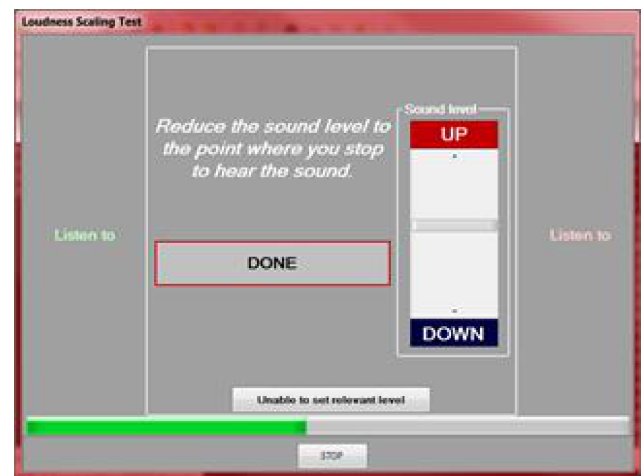 Loudness Scaling Test
Reduce the sound level to
the point where you stop
to hear the sound.
Sound level
UP
Listen to
Listen to
DONE
DOWN
Unable to set relevant level
STOP